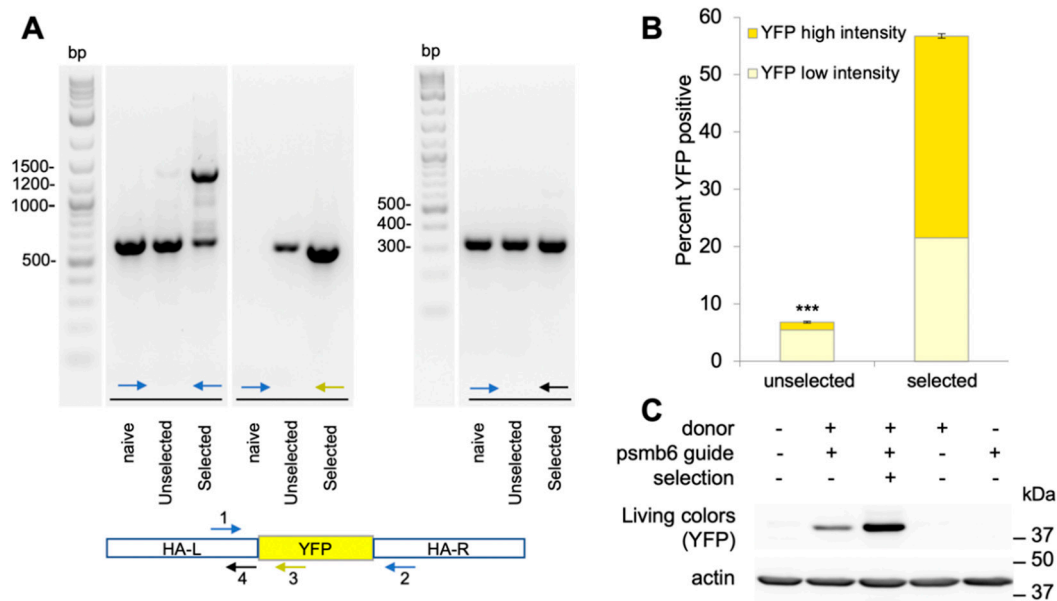 A
bp
1500-
1200-
1000-
500-
naive
Unselected
Selected
naive
Unselected
Selected
bp
500-
400-
300-
naive
Unselected
Selected
1
HA-L
YFP
HA-R
4
3
2
B
Percent YFP positive
60
50
40
30
20
10
0
YFP high intensity
YFP low intensity
***
unselected
selected
C
donor - + + + -
psmb6 guide - + + - +
selection - - + - -
kDa
Living colors
(YFP)
– 37
– 50
actin
– 37